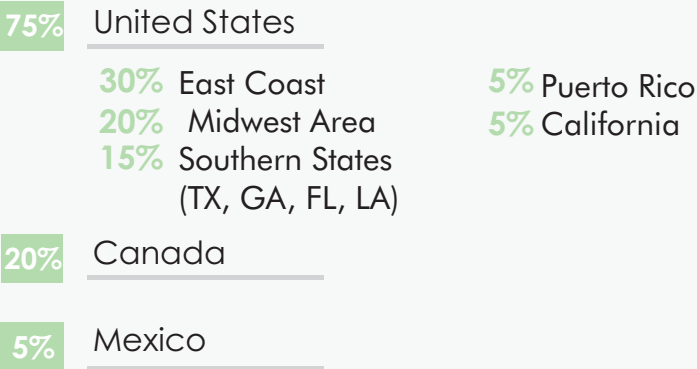 75% United States
30% East Coast
20% Midwest Area
15% Southern States
(TX, GA, FL, LA)
5% Puerto Rico
5% California
20% Canada
5% Mexico